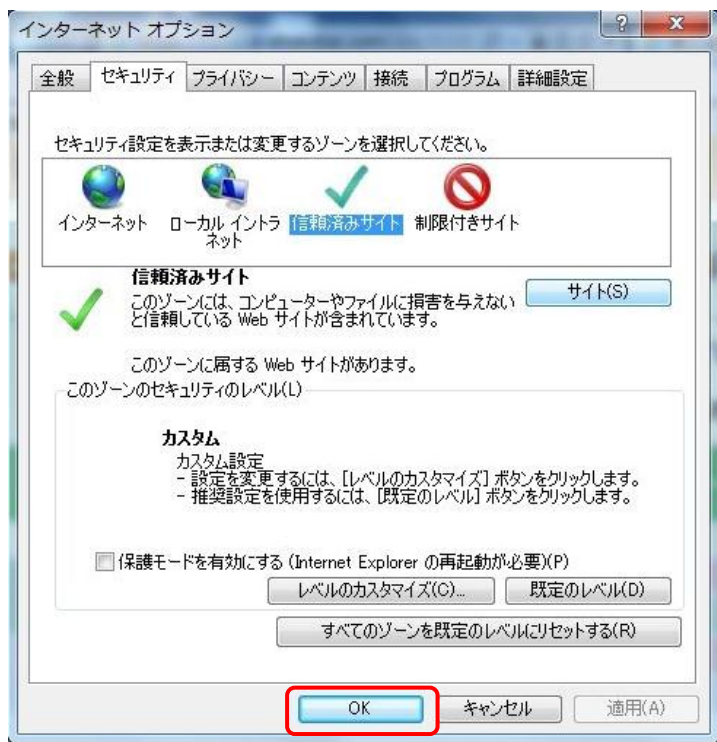 インターネット オプション
全般 セキュリティ プライバシー コンテンツ 接続 プログラム 詳細設定
セキュリティ設定を表示または変更するゾーンを選択してください。
インターネット
ローカル イントラ
ネット
信頼済みサイト
制限付きサイト
信頼済みサイト
このゾーンには、コンピューターやファイルに損害を与えない
と信頼している Web サイトが含まれています。
サイト(S)
このゾーンに属する Web サイトがあります。
このゾーンのセキュリティのレベル(L)
カスタム
カスタム設定
- 設定を変更するには、[レベルのカスタマイズ] ボタンをクリックします。
- 推奨設定を使用するには、[既定のレベル] ボタンをクリックします。
保護モードを有効にする (Internet Explorer の再起動が必要)(P)
レベルのカスタマイズ(C)... 既定のレベル(D)
すべてのゾーンを既定のレベルにリセットする(R)
OK キャンセル 適用(A)